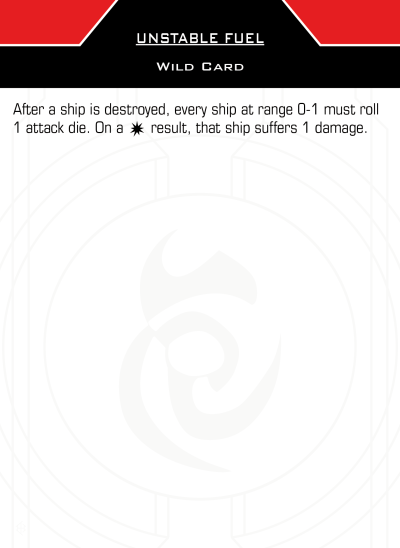 UNSTABLE FUEL
Wild Card
After a ship is destroyed, every ship at range 0-1 must roll
1 attack die. On a result, that ship suffers 1 damage.